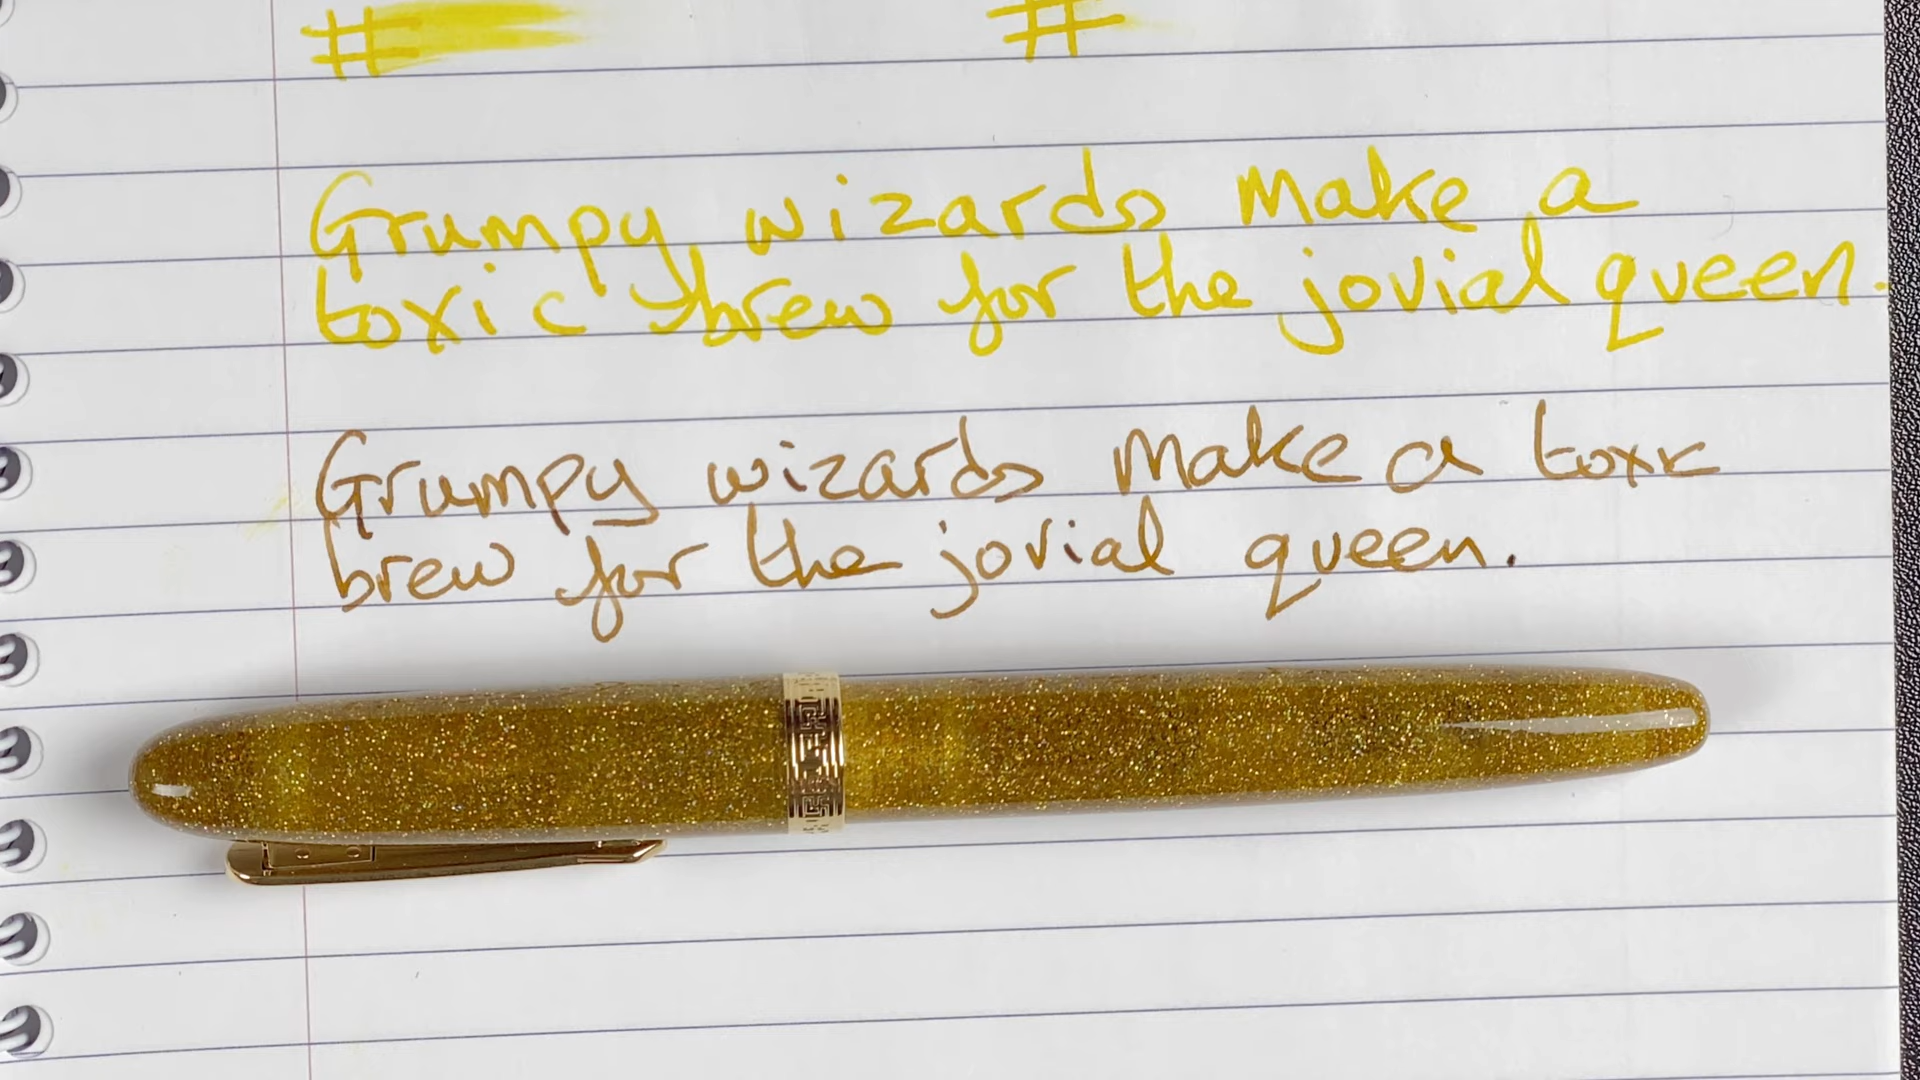 # #
Grumpy wizards make a
toxic brew for the jovial queen.
Grumpy wizards make a toxic
brew for the jovial queen.